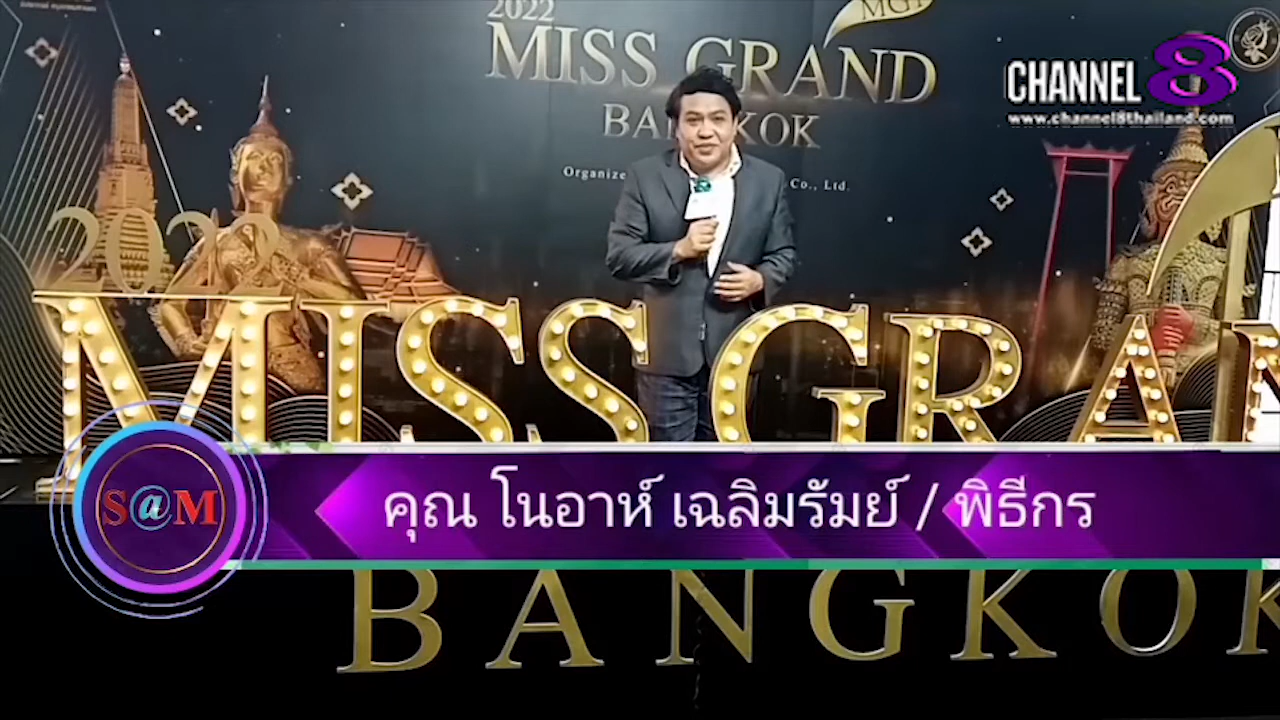 2022
MGT
MISS GRAND
BANGKOK
CHANNEL 8
www.channel8thailand.com
Organize
Co., Ltd.
2022
MISS GRAN
S@M
คุณ โนอาห์ เฉลิมรัมย์ / พิธีกร
BANGKOK